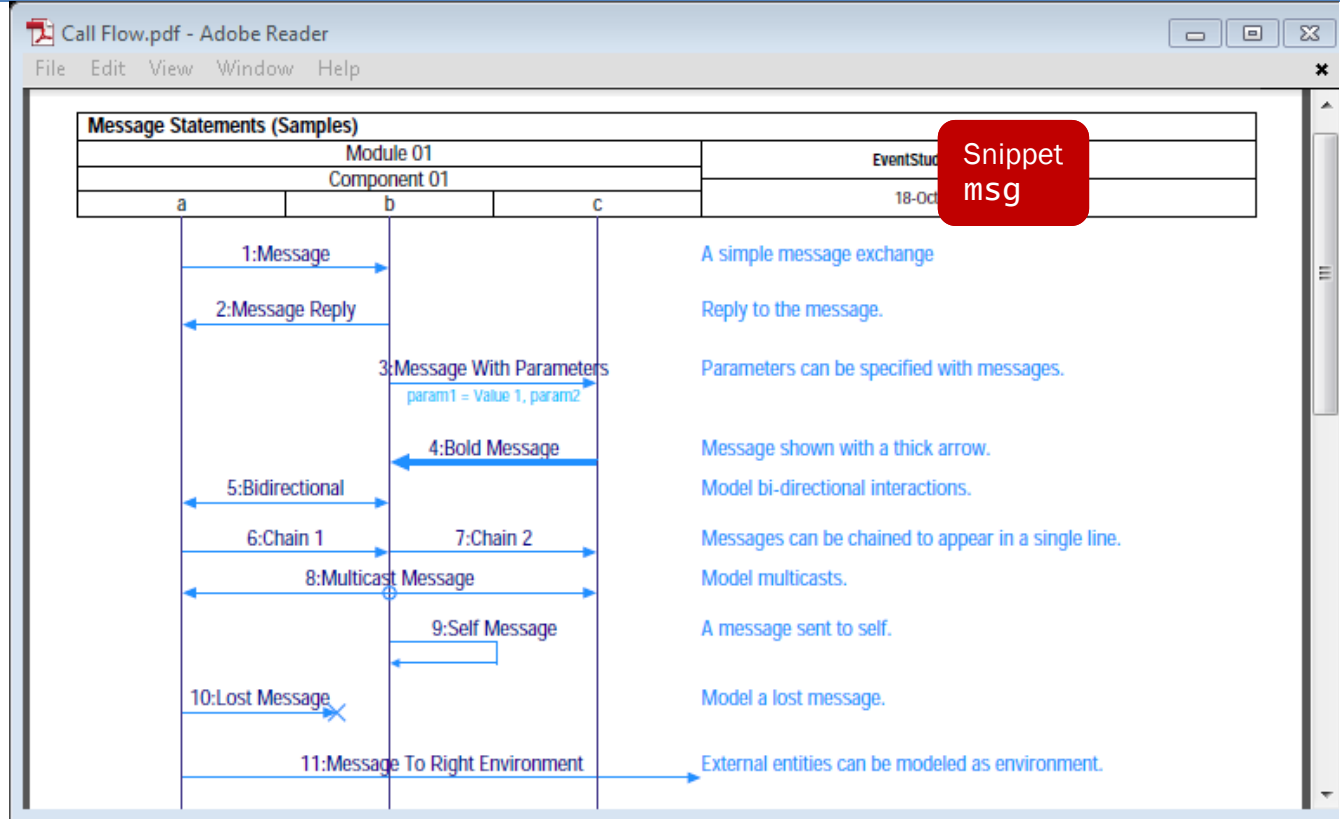 Call Flow.pdf - Adobe Reader
File Edit View Window Help
Message Statements (Samples)
Module 01
Component 01
a b c
18-Oct
Snippet
msg
1:Message A simple message exchange
2:Message Reply Reply to the message.
3:Message With Parameters Parameters can be specified with messages.
param1 = Value 1, param2
4:Bold Message Message shown with a thick arrow.
5:Bidirectional Model bi-directional interactions.
6:Chain 1 7:Chain 2 Messages can be chained to appear in a single line.
8:Multicast Message Model multicasts.
9:Self Message A message sent to self.
10:Lost Message Model a lost message.
11:Message To Right Environment External entities can be modeled as environment.